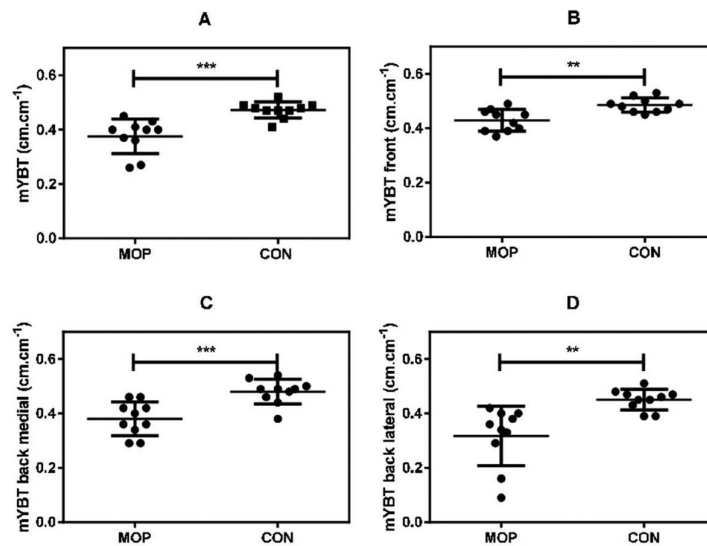 A
mYBT (cm.cm⁻¹)
0.6
0.4
0.2
0.0
***
MOP
CON
B
mYBT front (cm.cm⁻¹)
0.6
0.4
0.2
0.0
**
MOP
CON
C
mYBT back medial (cm.cm⁻¹)
0.6
0.4
0.2
0.0
***
MOP
CON
D
mYBT back lateral (cm.cm⁻¹)
0.6
0.4
0.2
0.0
**
MOP
CON